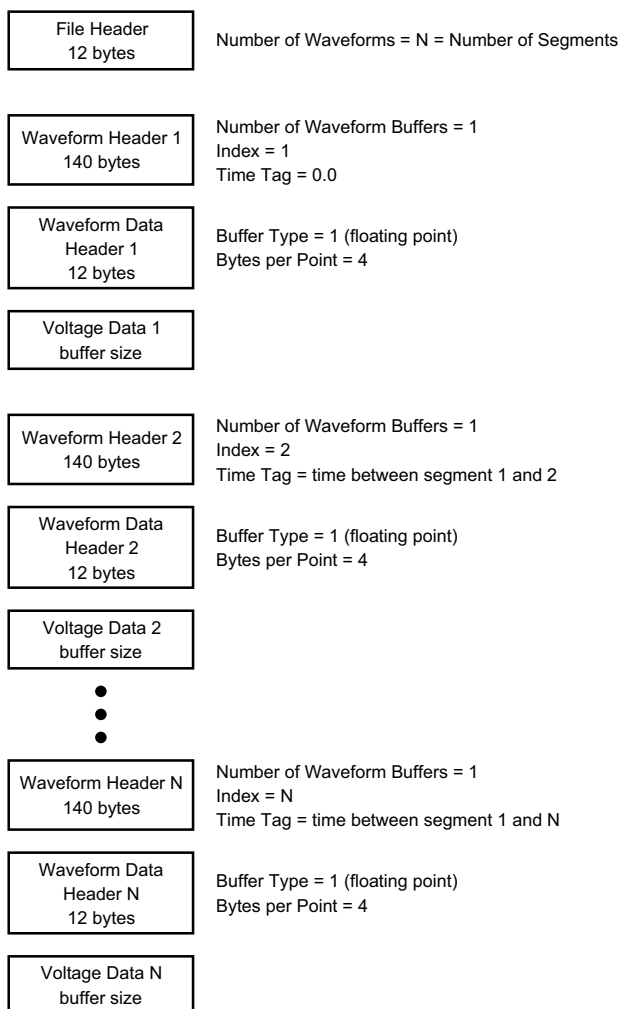 File Header
12 bytes
Number of Waveforms = N = Number of Segments
Waveform Header 1
140 bytes
Number of Waveform Buffers = 1
Index = 1
Time Tag = 0.0
Waveform Data
Header 1
12 bytes
Buffer Type = 1 (floating point)
Bytes per Point = 4
Voltage Data 1
buffer size
Waveform Header 2
140 bytes
Number of Waveform Buffers = 1
Index = 2
Time Tag = time between segment 1 and 2
Waveform Data
Header 2
12 bytes
Buffer Type = 1 (floating point)
Bytes per Point = 4
Voltage Data 2
buffer size
Waveform Header N
140 bytes
Number of Waveform Buffers = 1
Index = N
Time Tag = time between segment 1 and N
Waveform Data
Header N
12 bytes
Buffer Type = 1 (floating point)
Bytes per Point = 4
Voltage Data N
buffer size